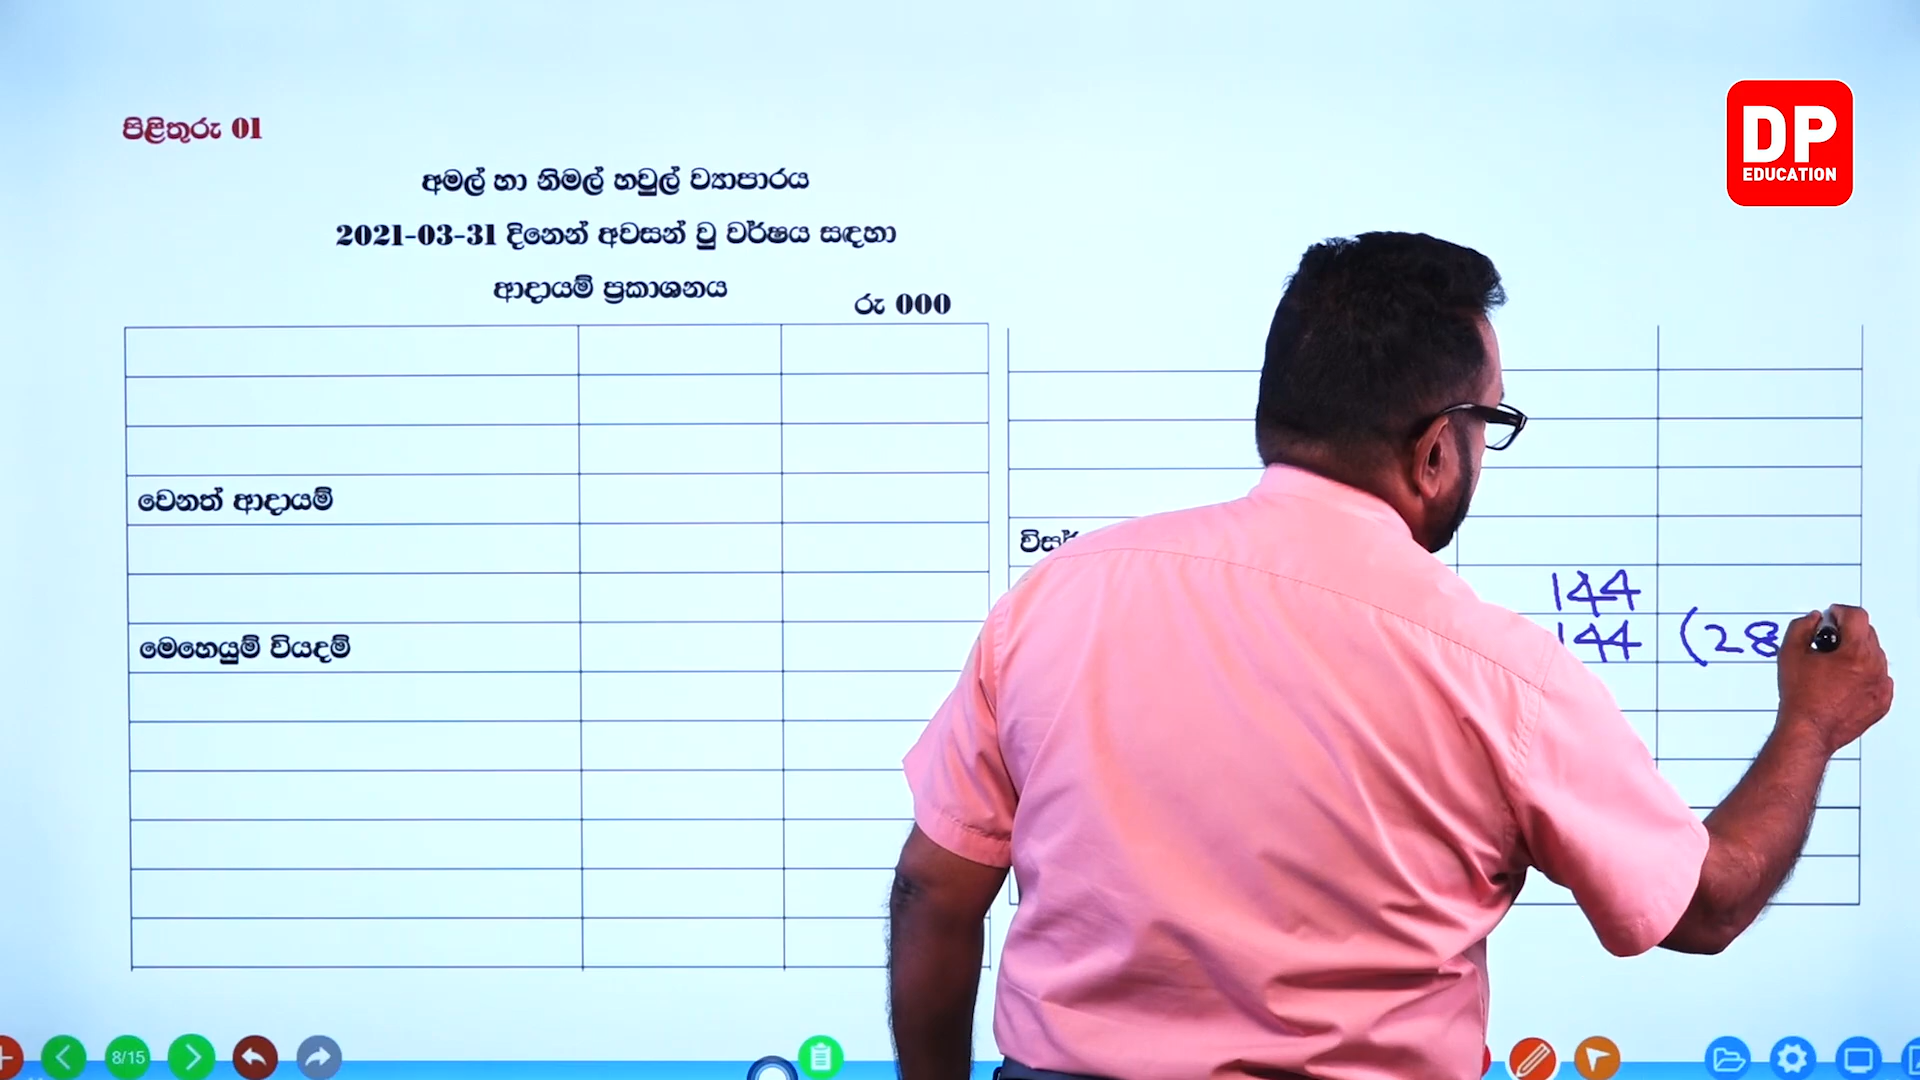 පිළිතුරු 01
DP
EDUCATION
අමල් හා නිමල් හවුල් ව්‍යාපාරය
2021-03-31 දිනෙන් අවසන් වු වර්ෂය සඳහා
ආදායම් ප්‍රකාශනය
රු 000
වෙනත් ආදායම්
144
144 (28
මෙහෙයුම් වියදම්
8/15